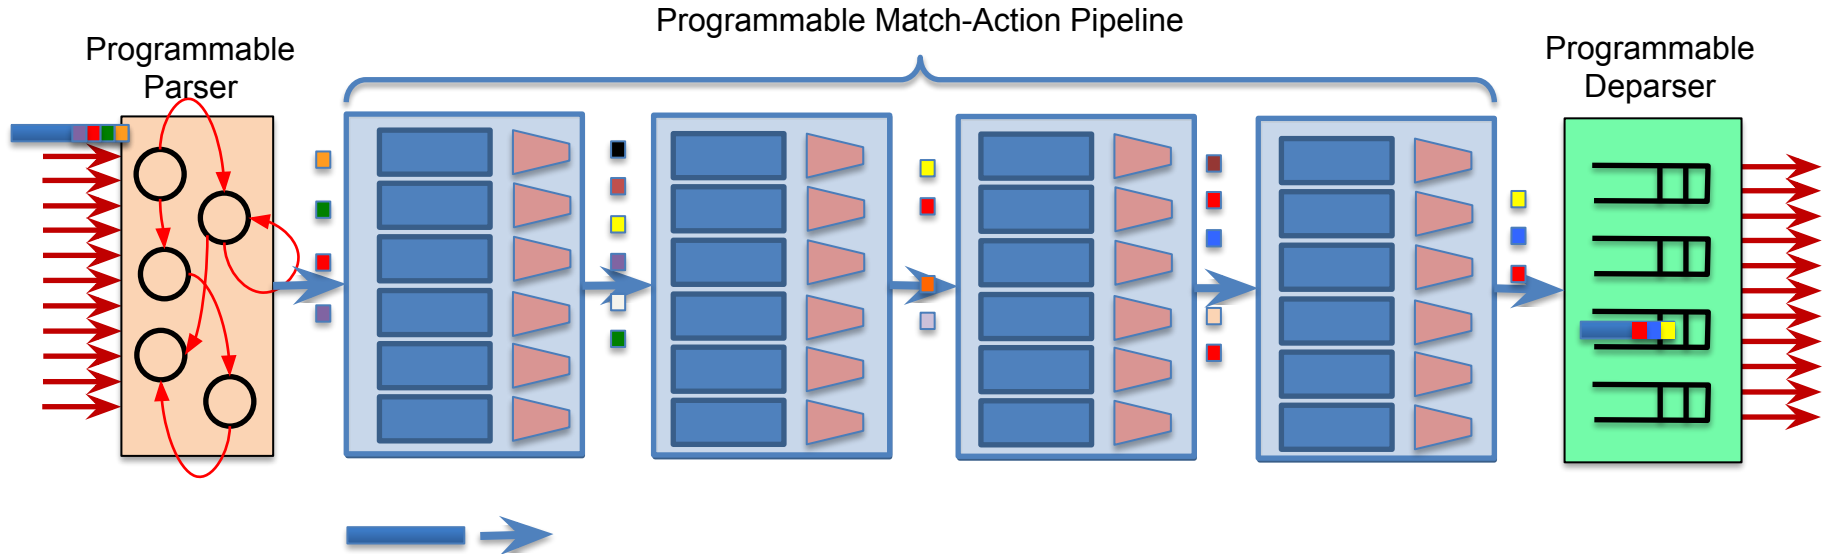 Programmable Match-Action Pipeline
Programmable
Parser
Programmable
Deparser